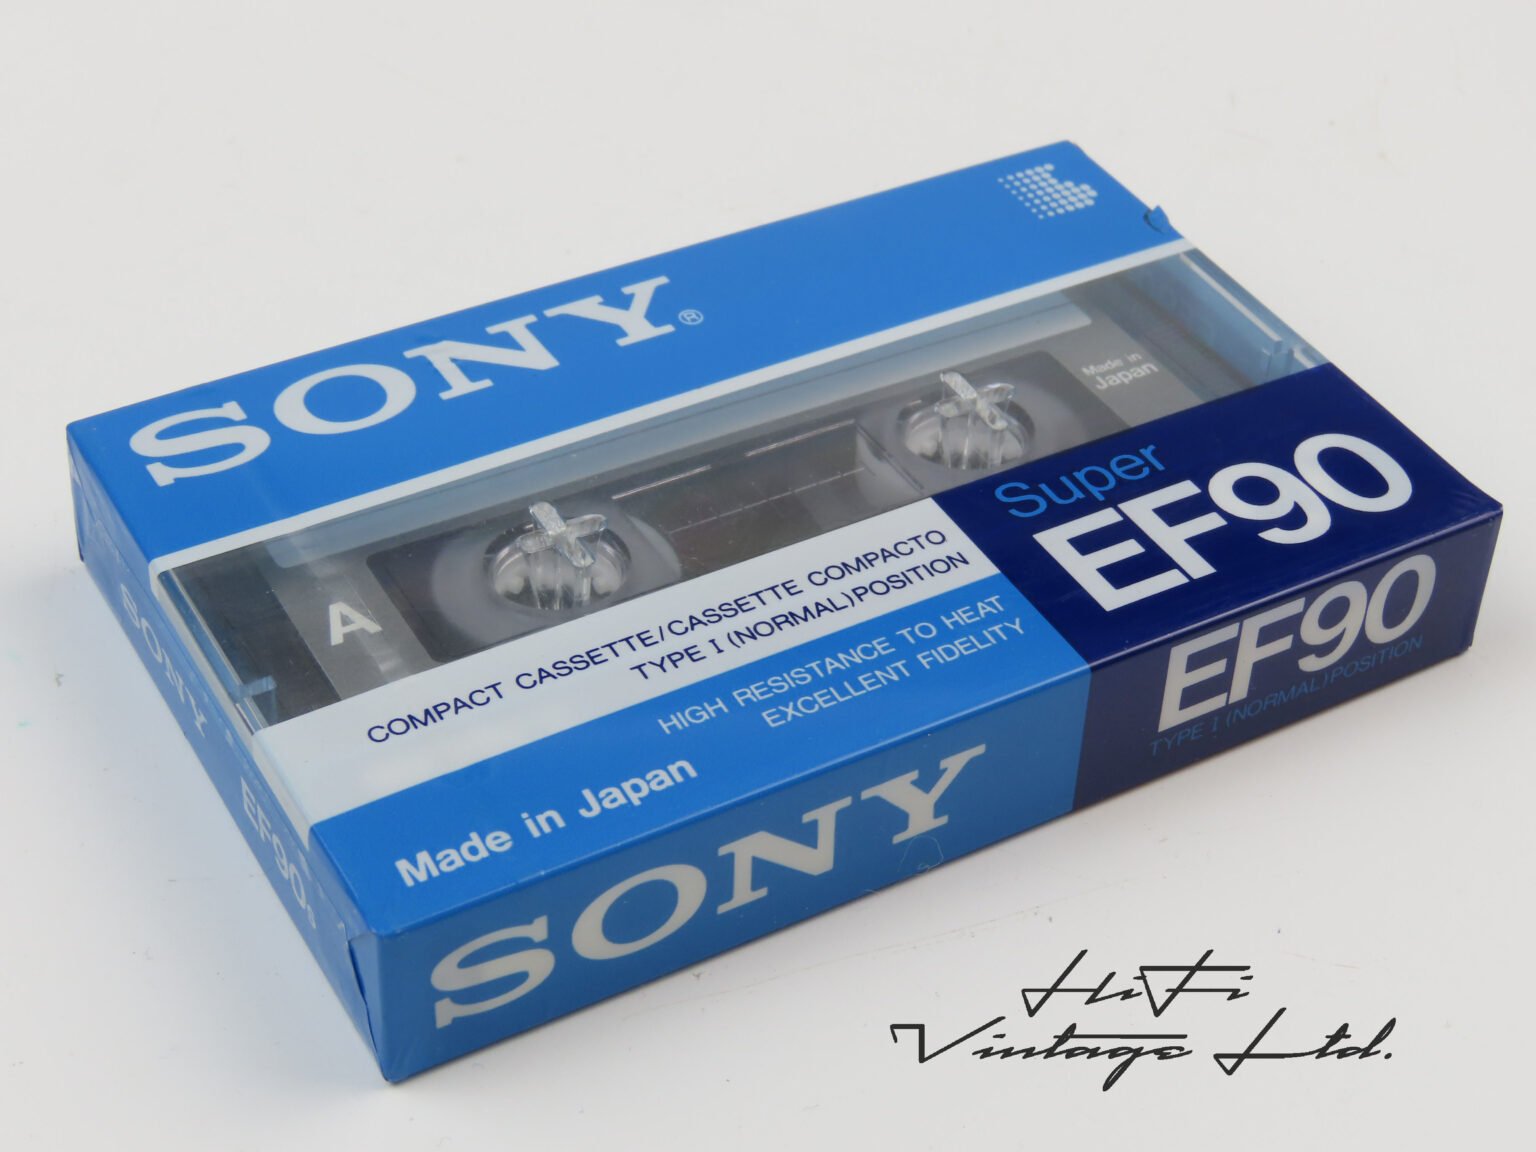 SONY®
Made in
Japan
A
Super
EF90
COMPACT CASSETTE/CASSETTE COMPACTO
TYPE I (NORMAL) POSITION
HIGH RESISTANCE TO HEAT
EXCELLENT FIDELITY
Made in Japan
SONY
EF90
TYPE I (NORMAL) POSITION
SONY
EF90
HiFi
Vintage Ltd.